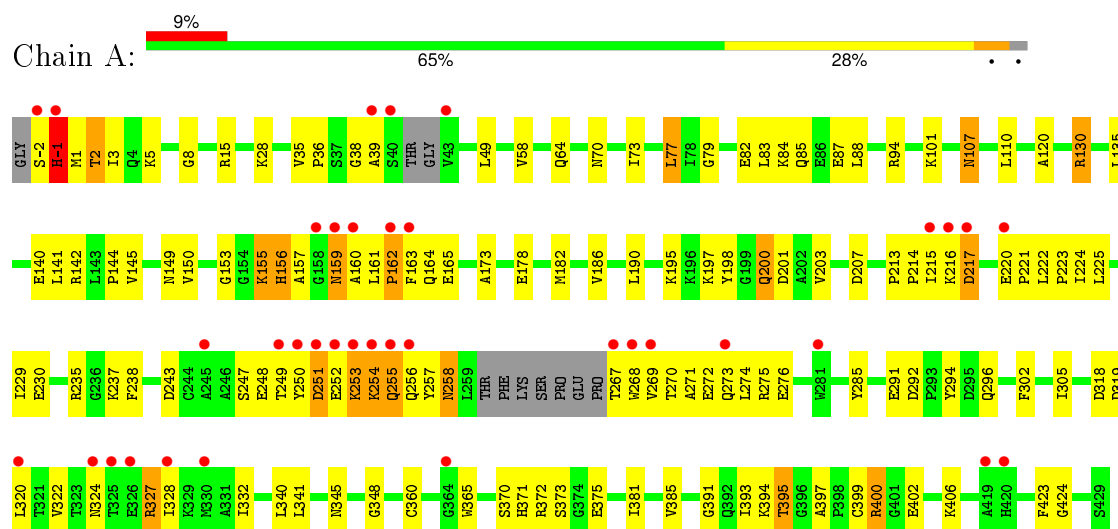 9%
Chain A:
65% 28% • •
GLY S-2 H-1 M1 T2 I3 Q4 K5 G8 R15 K28 V35 P36 S37 G38 A39 S40 THR GLY V43 L49 V58 Q64 N70 I73 L77 I78 G79 E82 L83 K84 Q85 E86 E87 L88 R94 K101 N107 L110 A120 R130 L135
E140 L141 R142 L143 P144 V145 N149 V150 G153 G154 K155 H156 A157 G158 N159 A160 L161 P162 F163 Q164 E165 A173 E178 M182 V186 L190 K195 K196 K197 Y198 G199 Q200 D201 A202 V203 D207 P213 P214 I215 K216 D217 E220 P221 L222 P223 I224 L225
I229 E230 R235 G236 K237 F238 D243 C244 A245 A246 S247 E248 T249 Y250 D251 E252 K253 K254 Q255 Q256 Y257 N258 L259 THR PHE LYS SER PRQ GLU PRQ T267 W268 V269 T270 A271 E272 Q273 L274 R275 E276 W281 Y285 E291 D292 P293 Y294 D295 Q296 F302 I305 D318 D319
L320 T321 V322 T323 N324 T325 E326 R327 I328 K329 M330 A331 I332 L340 L341 N345 G348 C360 G364 W365 S370 H371 R372 S373 G374 E375 I381 V385 G391 Q392 I393 K394 T395 G396 A397 P398 C399 R400 G401 E402 K406 A419 H420 F423 G424 S429